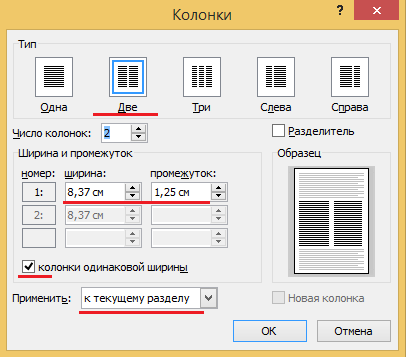 Колонки
?
Тип
Одна Две Три Слева Справа
Число колонок: 2
Разделитель
Ширина и промежуток
Образец
номер: ширина: промежуток:
1: 8,37 см 1,25 см
2: 8,37 см
колонки одинаковой ширины
Применить: к текущему разделу
Новая колонка
ОК Отмена